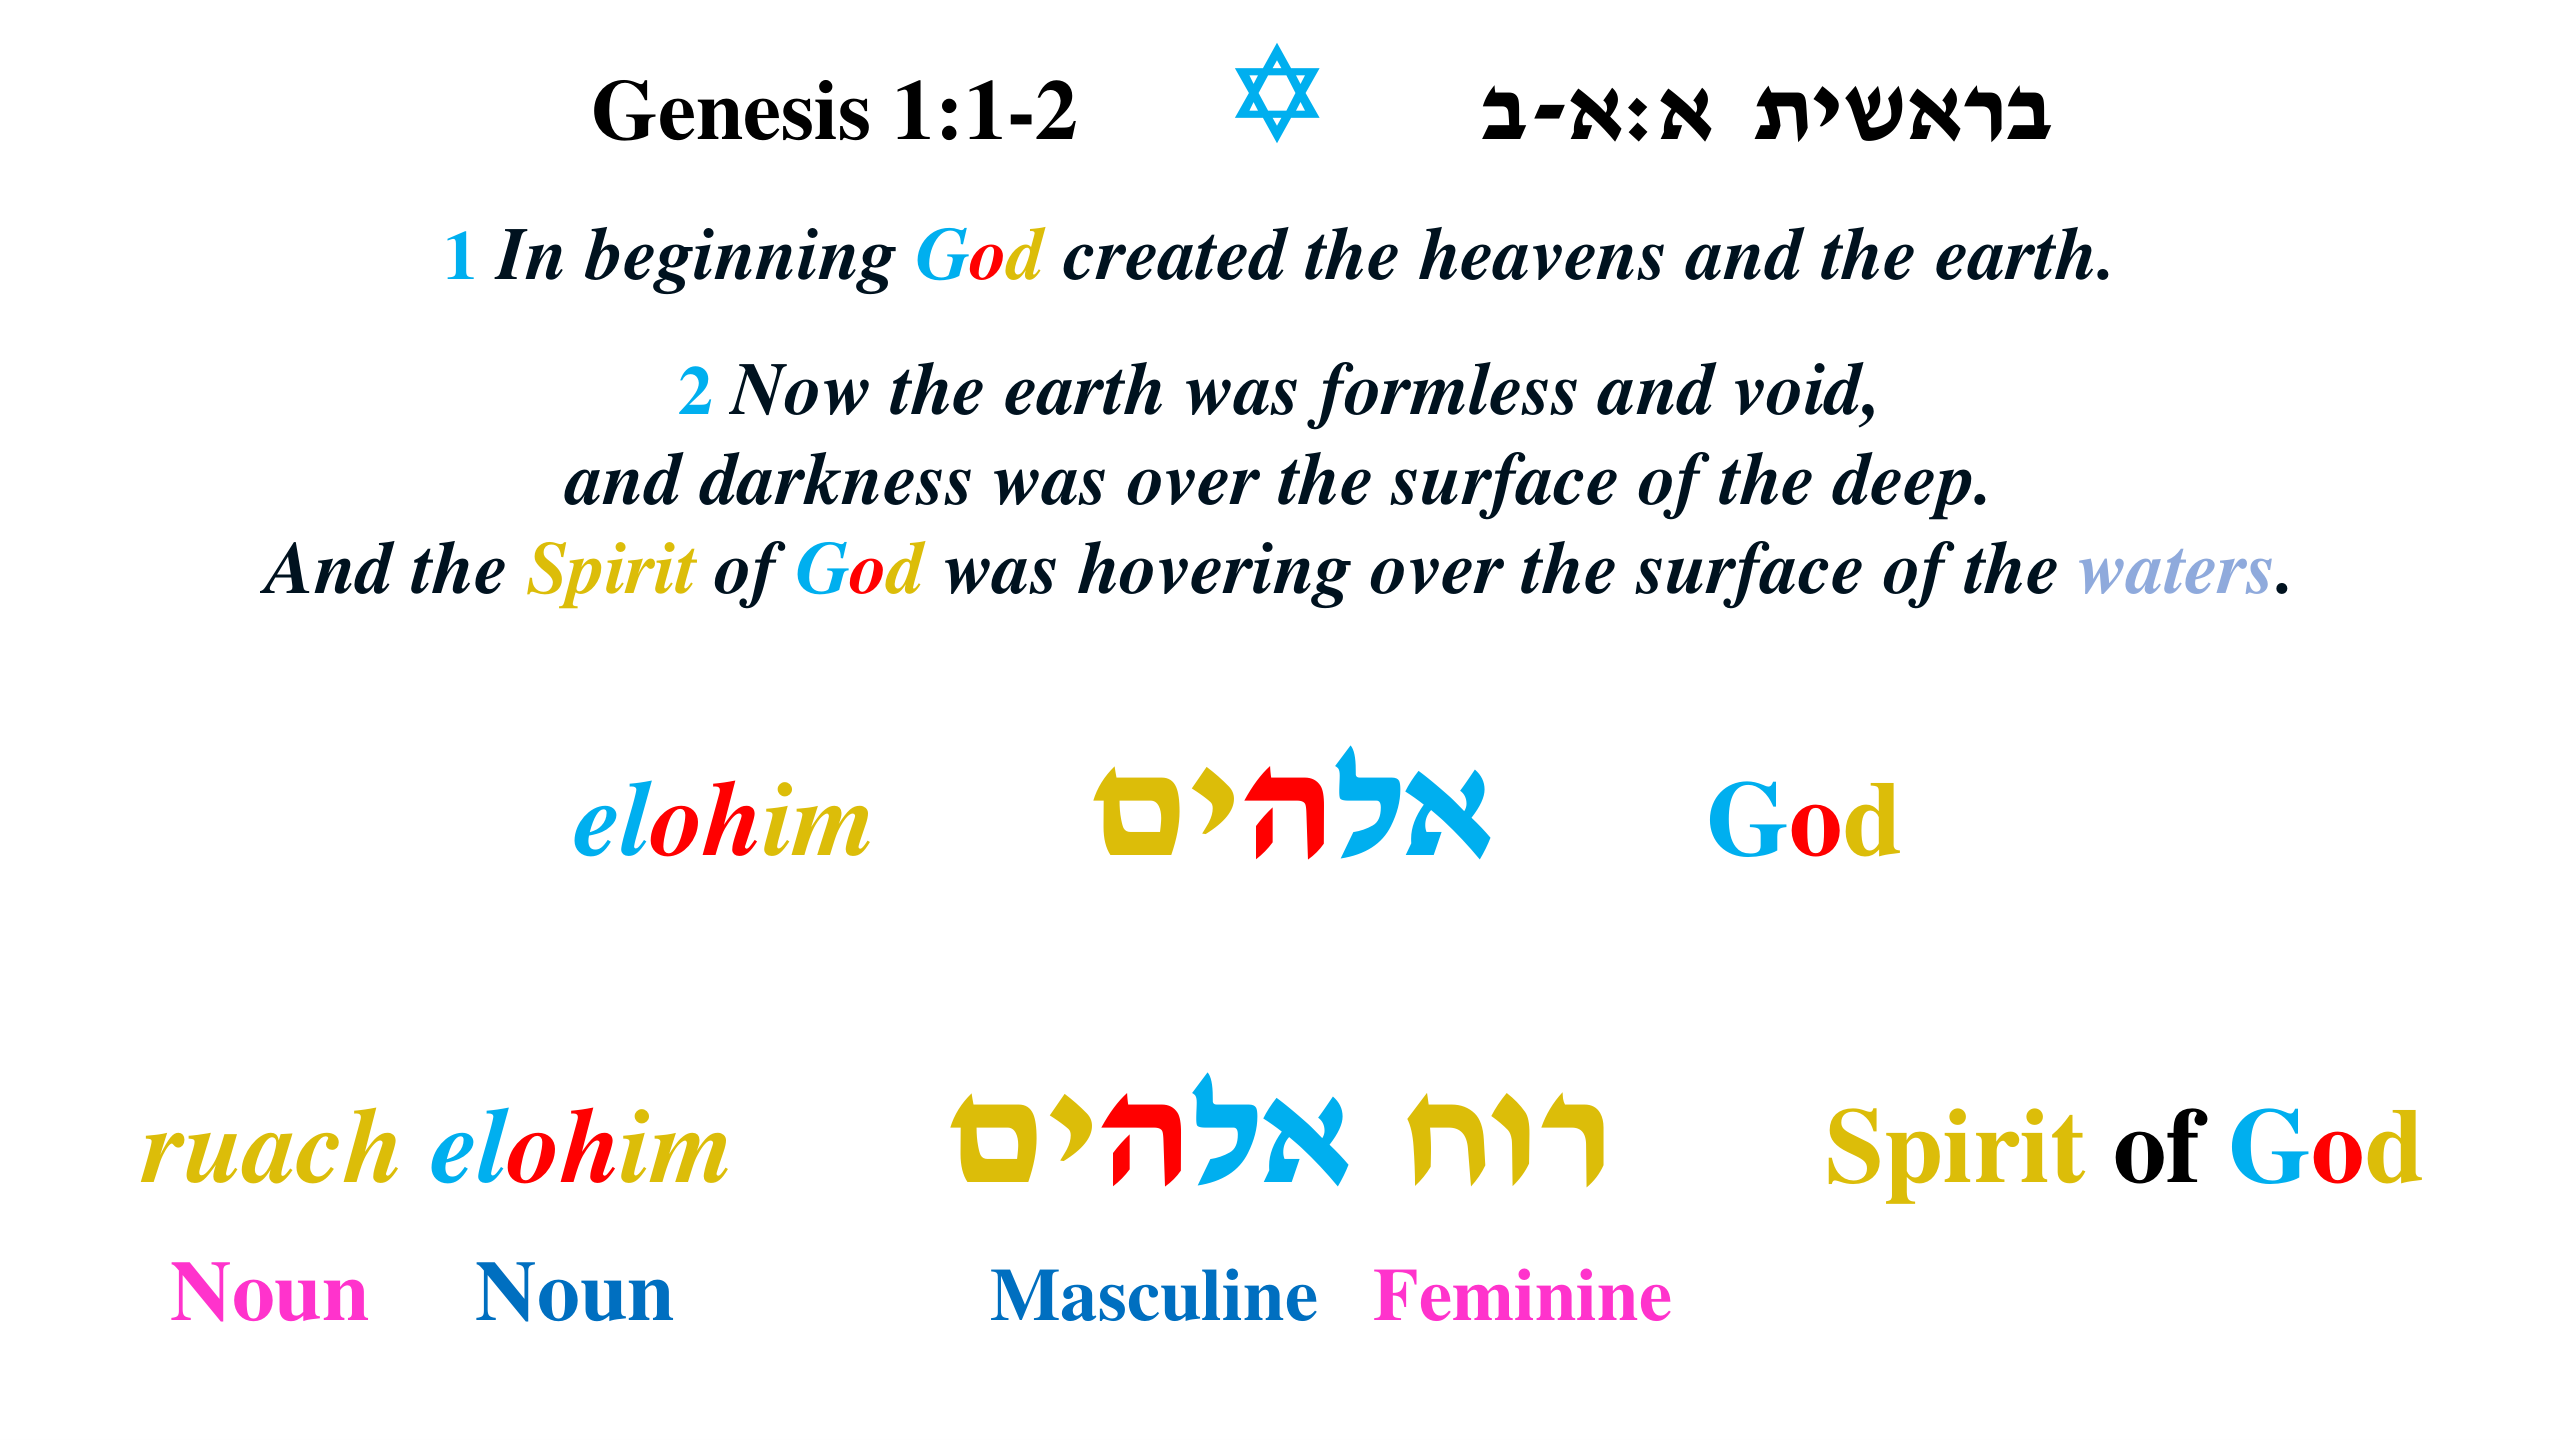 Genesis 1:1-2 ✡ בראשית א:א-ב
1 In beginning God created the heavens and the earth.
2 Now the earth was formless and void,
and darkness was over the surface of the deep.
And the Spirit of God was hovering over the surface of the waters.
elohim אלהים God
ruach elohim רוח אלהים Spirit of God
Noun Noun Masculine Feminine